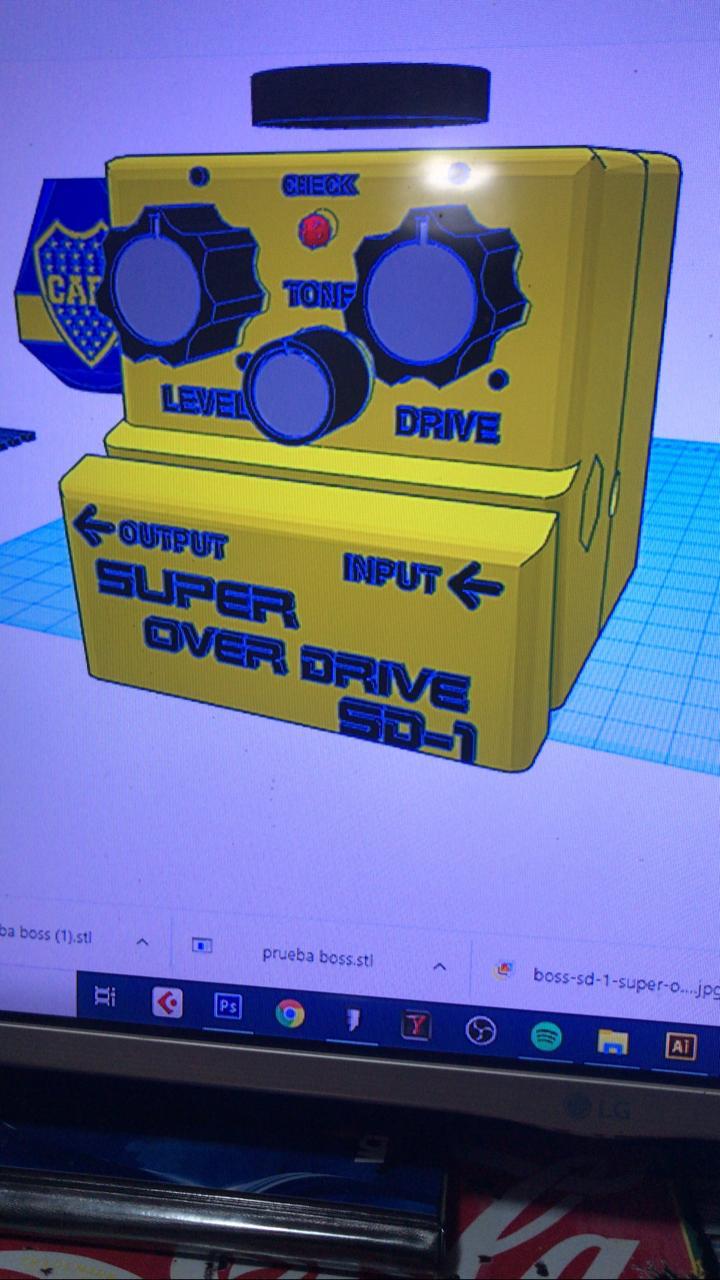 CHECK
TONE
LEVEL
DRIVE
OUTPUT
INPUT
SUPER
OVER DRIVE
SD-1
ba boss (1).stl
prueba boss.stl
boss-sd-1-super-o....jpg
Ps
Ai
LG